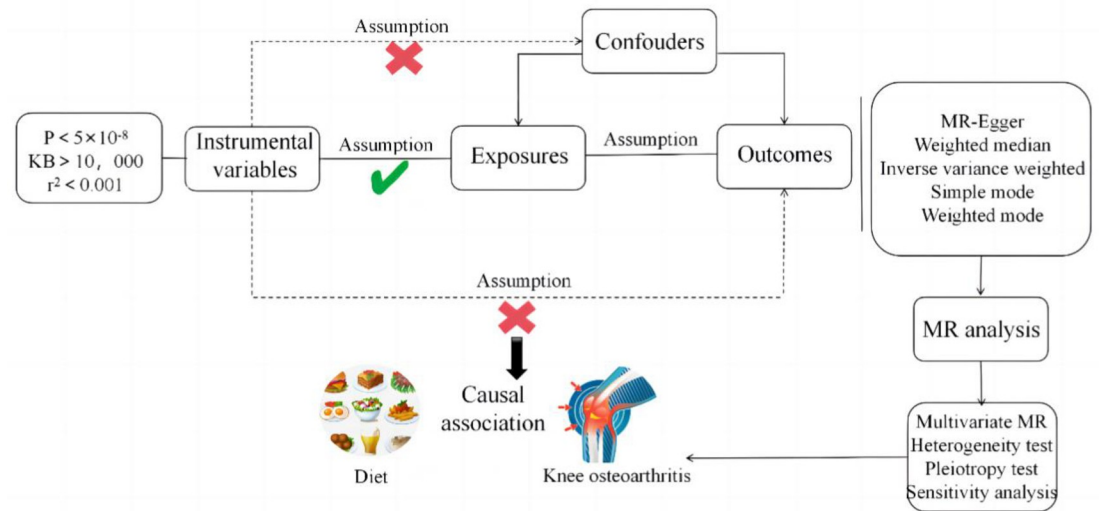 Assumption
Confouders
P < 5×10⁻⁸
KB > 10，000
r² < 0.001
Instrumental
variables
Assumption
Exposures
Assumption
Outcomes
MR-Egger
Weighted median
Inverse variance weighted
Simple mode
Weighted mode
Assumption
MR analysis
Causal
association
Diet
Knee osteoarthritis
Multivariate MR
Heterogeneity test
Pleiotropy test
Sensitivity analysis